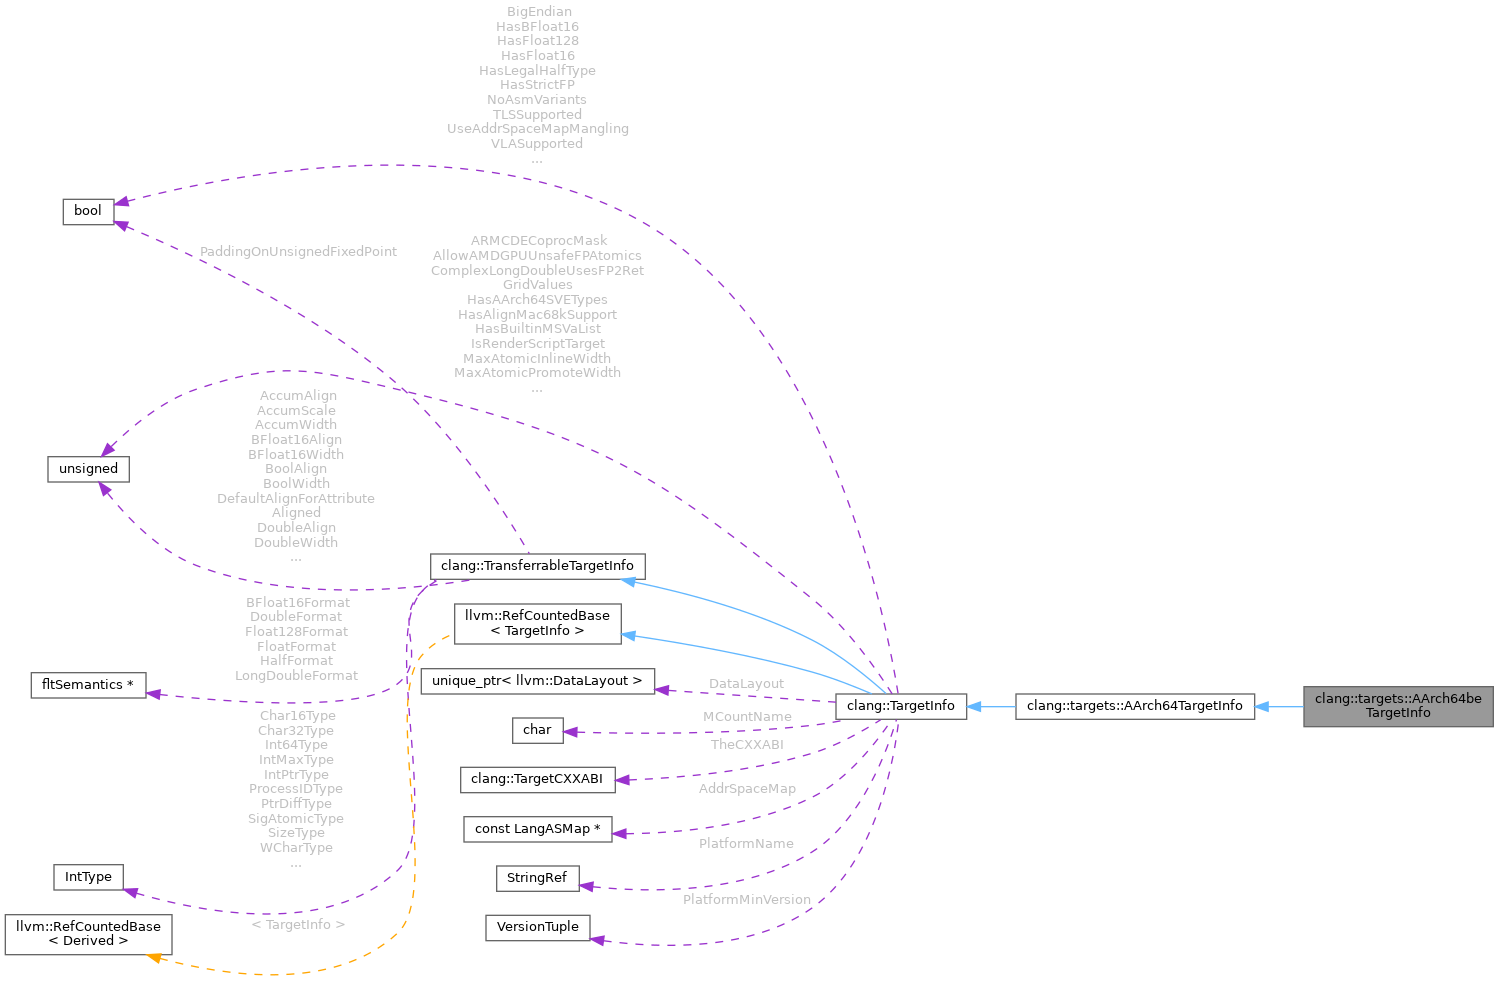 BigEndian
HasBFloat16
HasFloat128
HasFloat16
HasLegalHalfType
HasStrictFP
NoAsmVariants
TLSSupported
UseAddrSpaceMapMangling
VLASupported
...
bool
PaddingOnUnsignedFixedPoint
ARMCDECoprocMask
AllowAMDGPUUnsafeFPAtomics
ComplexLongDoubleUsesFP2Ret
GridValues
HasAArch64SVETypes
HasAlignMac68kSupport
HasBuiltinMSVaList
IsRenderScriptTarget
MaxAtomicInlineWidth
MaxAtomicPromoteWidth
...
AccumAlign
AccumScale
AccumWidth
BFloat16Align
BFloat16Width
BoolAlign
BoolWidth
DefaultAlignForAttribute
Aligned
DoubleAlign
DoubleWidth
...
unsigned
clang::TransferrableTargetInfo
llvm::RefCountedBase
< TargetInfo >
BFloat16Format
DoubleFormat
Float128Format
FloatFormat
HalfFormat
LongDoubleFormat
fltSemantics *
unique_ptr< llvm::DataLayout >
DataLayout
clang::TargetInfo
clang::targets::AArch64TargetInfo
clang::targets::AArch64be
TargetInfo
char
MCountName
clang::TargetCXXABI
TheCXXABI
const LangASMap *
AddrSpaceMap
Char16Type
Char32Type
Int64Type
IntMaxType
IntPtrType
ProcessIDType
PtrDiffType
SigAtomicType
SizeType
WCharType
...
IntType
StringRef
PlatformName
VersionTuple
PlatformMinVersion
< TargetInfo >
llvm::RefCountedBase
< Derived >